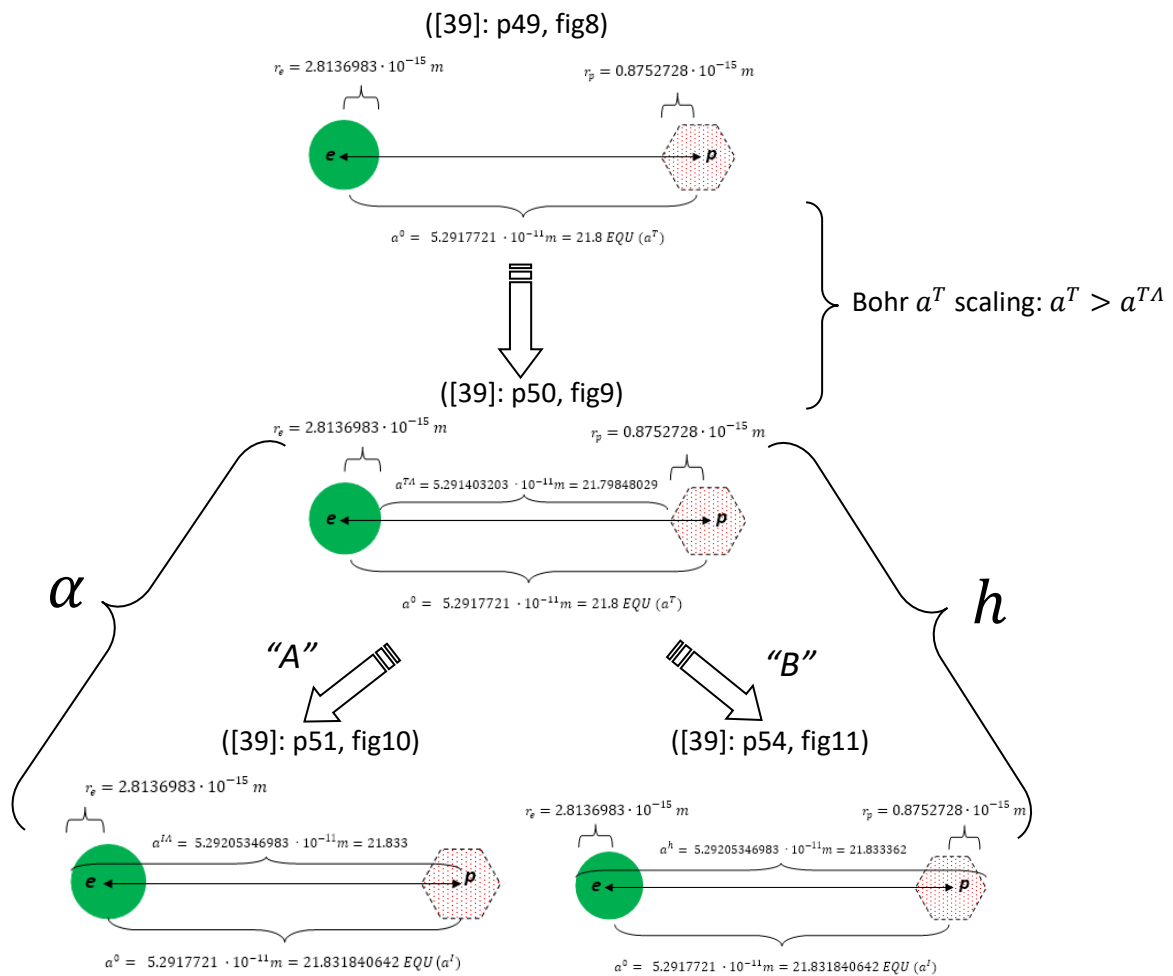 ([39]: p49, fig8)
r_e = 2.8136983 · 10^{-15} m
r_p = 0.8752728 · 10^{-15} m
e
p
a^0 = 5.2917721 · 10^{-11}m = 21.8 EQU (a^T)
Bohr a^T scaling: a^T > a^{TΛ}
([39]: p50, fig9)
r_e = 2.8136983 · 10^{-15} m
r_p = 0.8752728 · 10^{-15} m
a^{TΛ} = 5.291403203 · 10^{-11}m = 21.79848029
e
p
a^0 = 5.2917721 · 10^{-11}m = 21.8 EQU (a^T)
α
h
"A"
"B"
([39]: p51, fig10)
r_e = 2.8136983 · 10^{-15} m
a^{IΛ} = 5.29205346983 · 10^{-11}m = 21.833
e
p
a^0 = 5.2917721 · 10^{-11}m = 21.831840642 EQU (a^I)
([39]: p54, fig11)
r_e = 2.8136983 · 10^{-15} m
r_p = 0.8752728 · 10^{-15} m
a^h = 5.29205346983 · 10^{-11}m = 21.833362
e
p
a^0 = 5.2917721 · 10^{-11}m = 21.831840642 EQU (a^I)